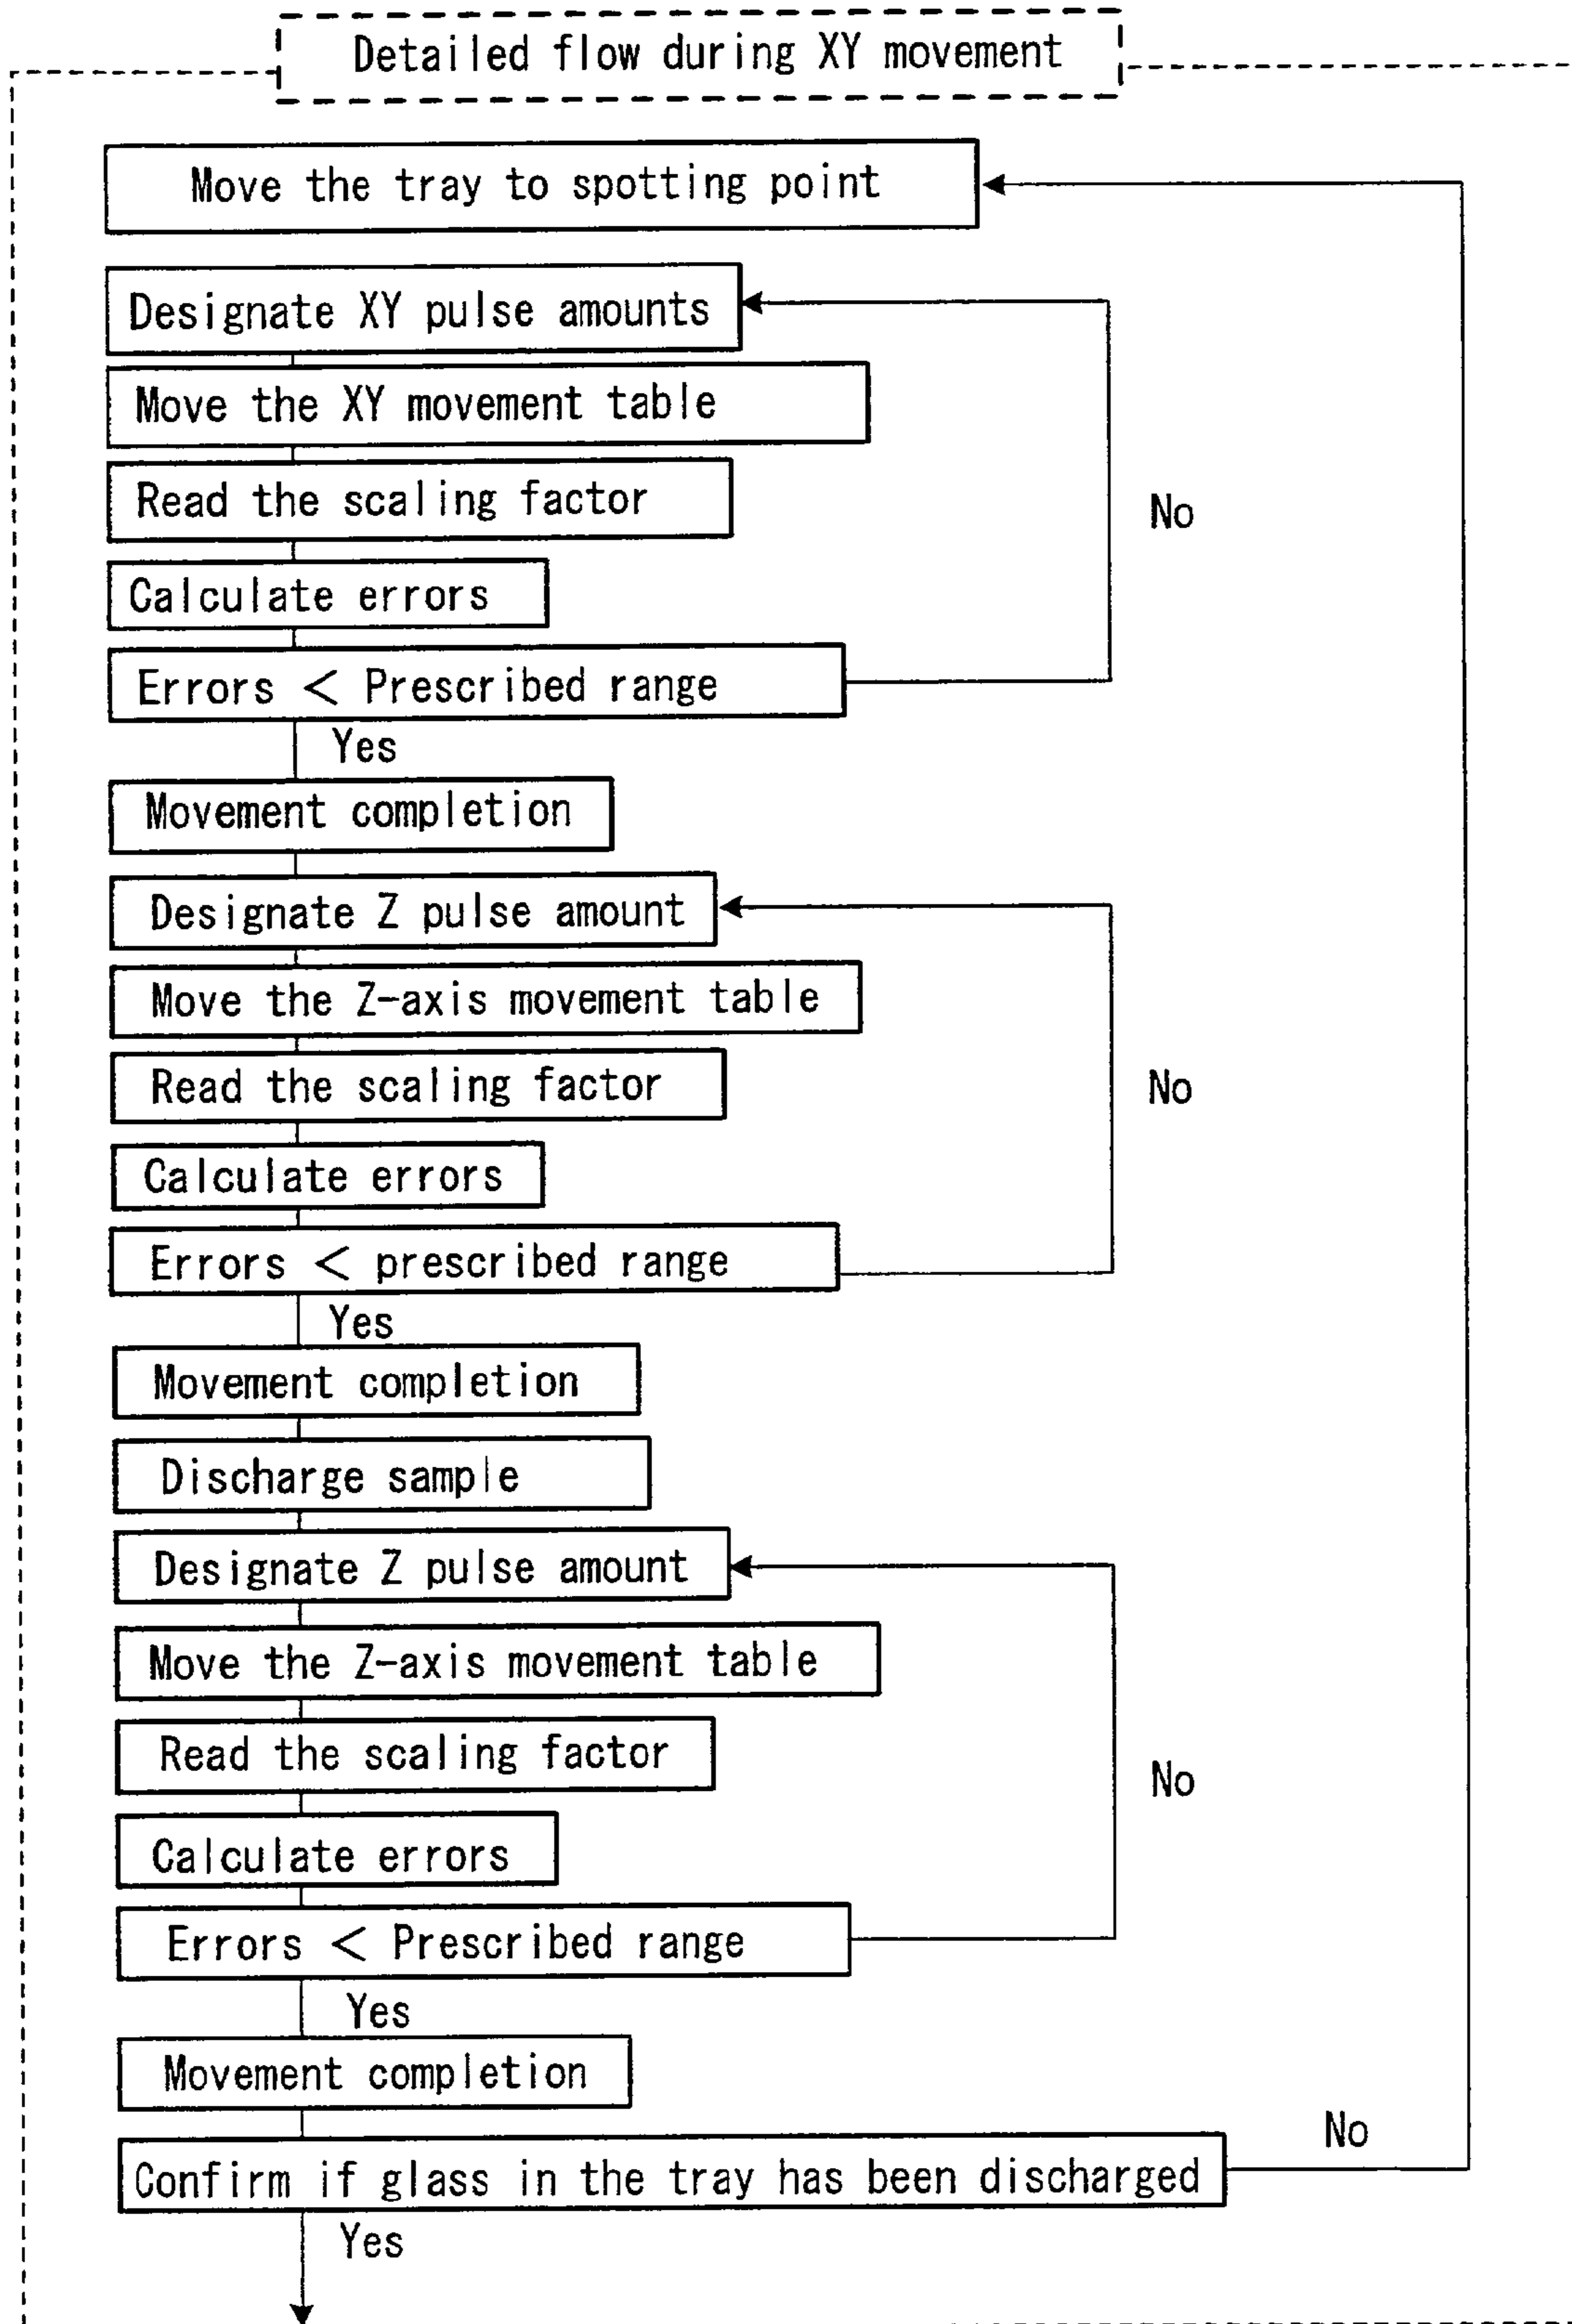 Detailed flow during XY movement
Move the tray to spotting point
Designate XY pulse amounts
Move the XY movement table
Read the scaling factor
No
Calculate errors
Errors < Prescribed range
Yes
Movement completion
Designate Z pulse amount
Move the Z-axis movement table
Read the scaling factor
No
Calculate errors
Errors < prescribed range
Yes
Movement completion
Discharge sample
Designate Z pulse amount
Move the Z-axis movement table
Read the scaling factor
No
Calculate errors
Errors < Prescribed range
Yes
Movement completion
No
Confirm if glass in the tray has been discharged
Yes